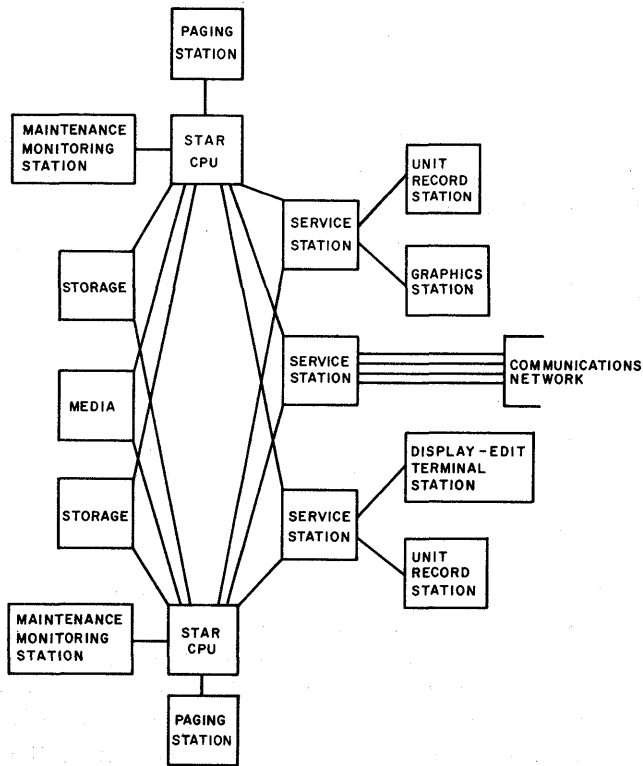 PAGING
STATION
MAINTENANCE
MONITORING
STATION
STAR
CPU
UNIT
RECORD
STATION
SERVICE
STATION
GRAPHICS
STATION
STORAGE
SERVICE
STATION
COMMUNICATIONS
NETWORK
MEDIA
DISPLAY-EDIT
TERMINAL
STATION
STORAGE
SERVICE
STATION
UNIT
RECORD
STATION
MAINTENANCE
MONITORING
STATION
STAR
CPU
PAGING
STATION